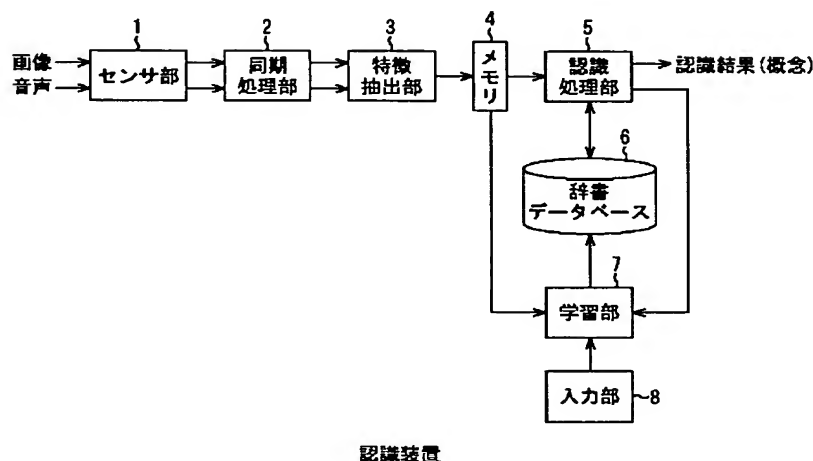 1
2
3
4
5
画像
音声
センサ部
同期
処理部
特徴
抽出部
メモリ
認識
処理部
認識結果(概念)
6
辞書
データベース
7
学習部
入力部
8
認識装置